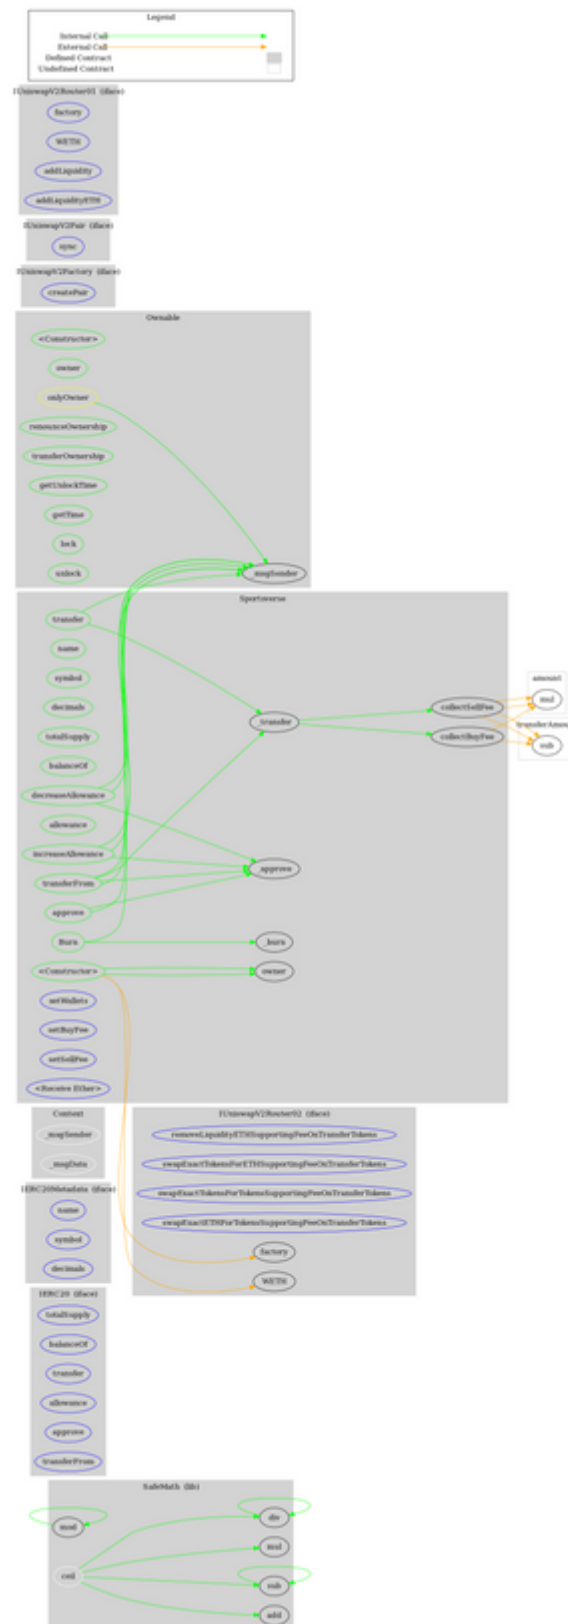 Legend
Internal Call
External Call
Defined Contract
Undefined Contract
IUniswapV2Router01 (iface)
factory
WETH
addLiquidity
addLiquidityETH
IUniswapV2Pair (iface)
sync
IUniswapV2Factory (iface)
createPair
Ownable
<Constructor>
owner
onlyOwner
renounceOwnership
transferOwnership
getUnlockTime
getTime
lock
unlock
_msgSender
Sportsverse
transfer
name
symbol
decimals
totalSupply
balanceOf
decreaseAllowance
allowance
increaseAllowance
transferFrom
approve
Burn
<Constructor>
setWallets
setBuyFee
setSellFee
<Receive Ether>
_transfer
_approve
_burn
owner
collectSellFee
collectBuyFee
amount
mul
sub
Context
_msgSender
_msgData
IUniswapV2Router02 (iface)
removeLiquidityETHSupportingFeeOnTransferTokens
swapExactTokensForETHSupportingFeeOnTransferTokens
swapExactTokensForTokensSupportingFeeOnTransferTokens
swapExactETHForTokensSupportingFeeOnTransferTokens
factory
WETH
IERC20Metadata (iface)
name
symbol
decimals
IERC20 (iface)
totalSupply
balanceOf
transfer
allowance
approve
transferFrom
SafeMath (lib)
mod
ceil
div
mul
sub
add